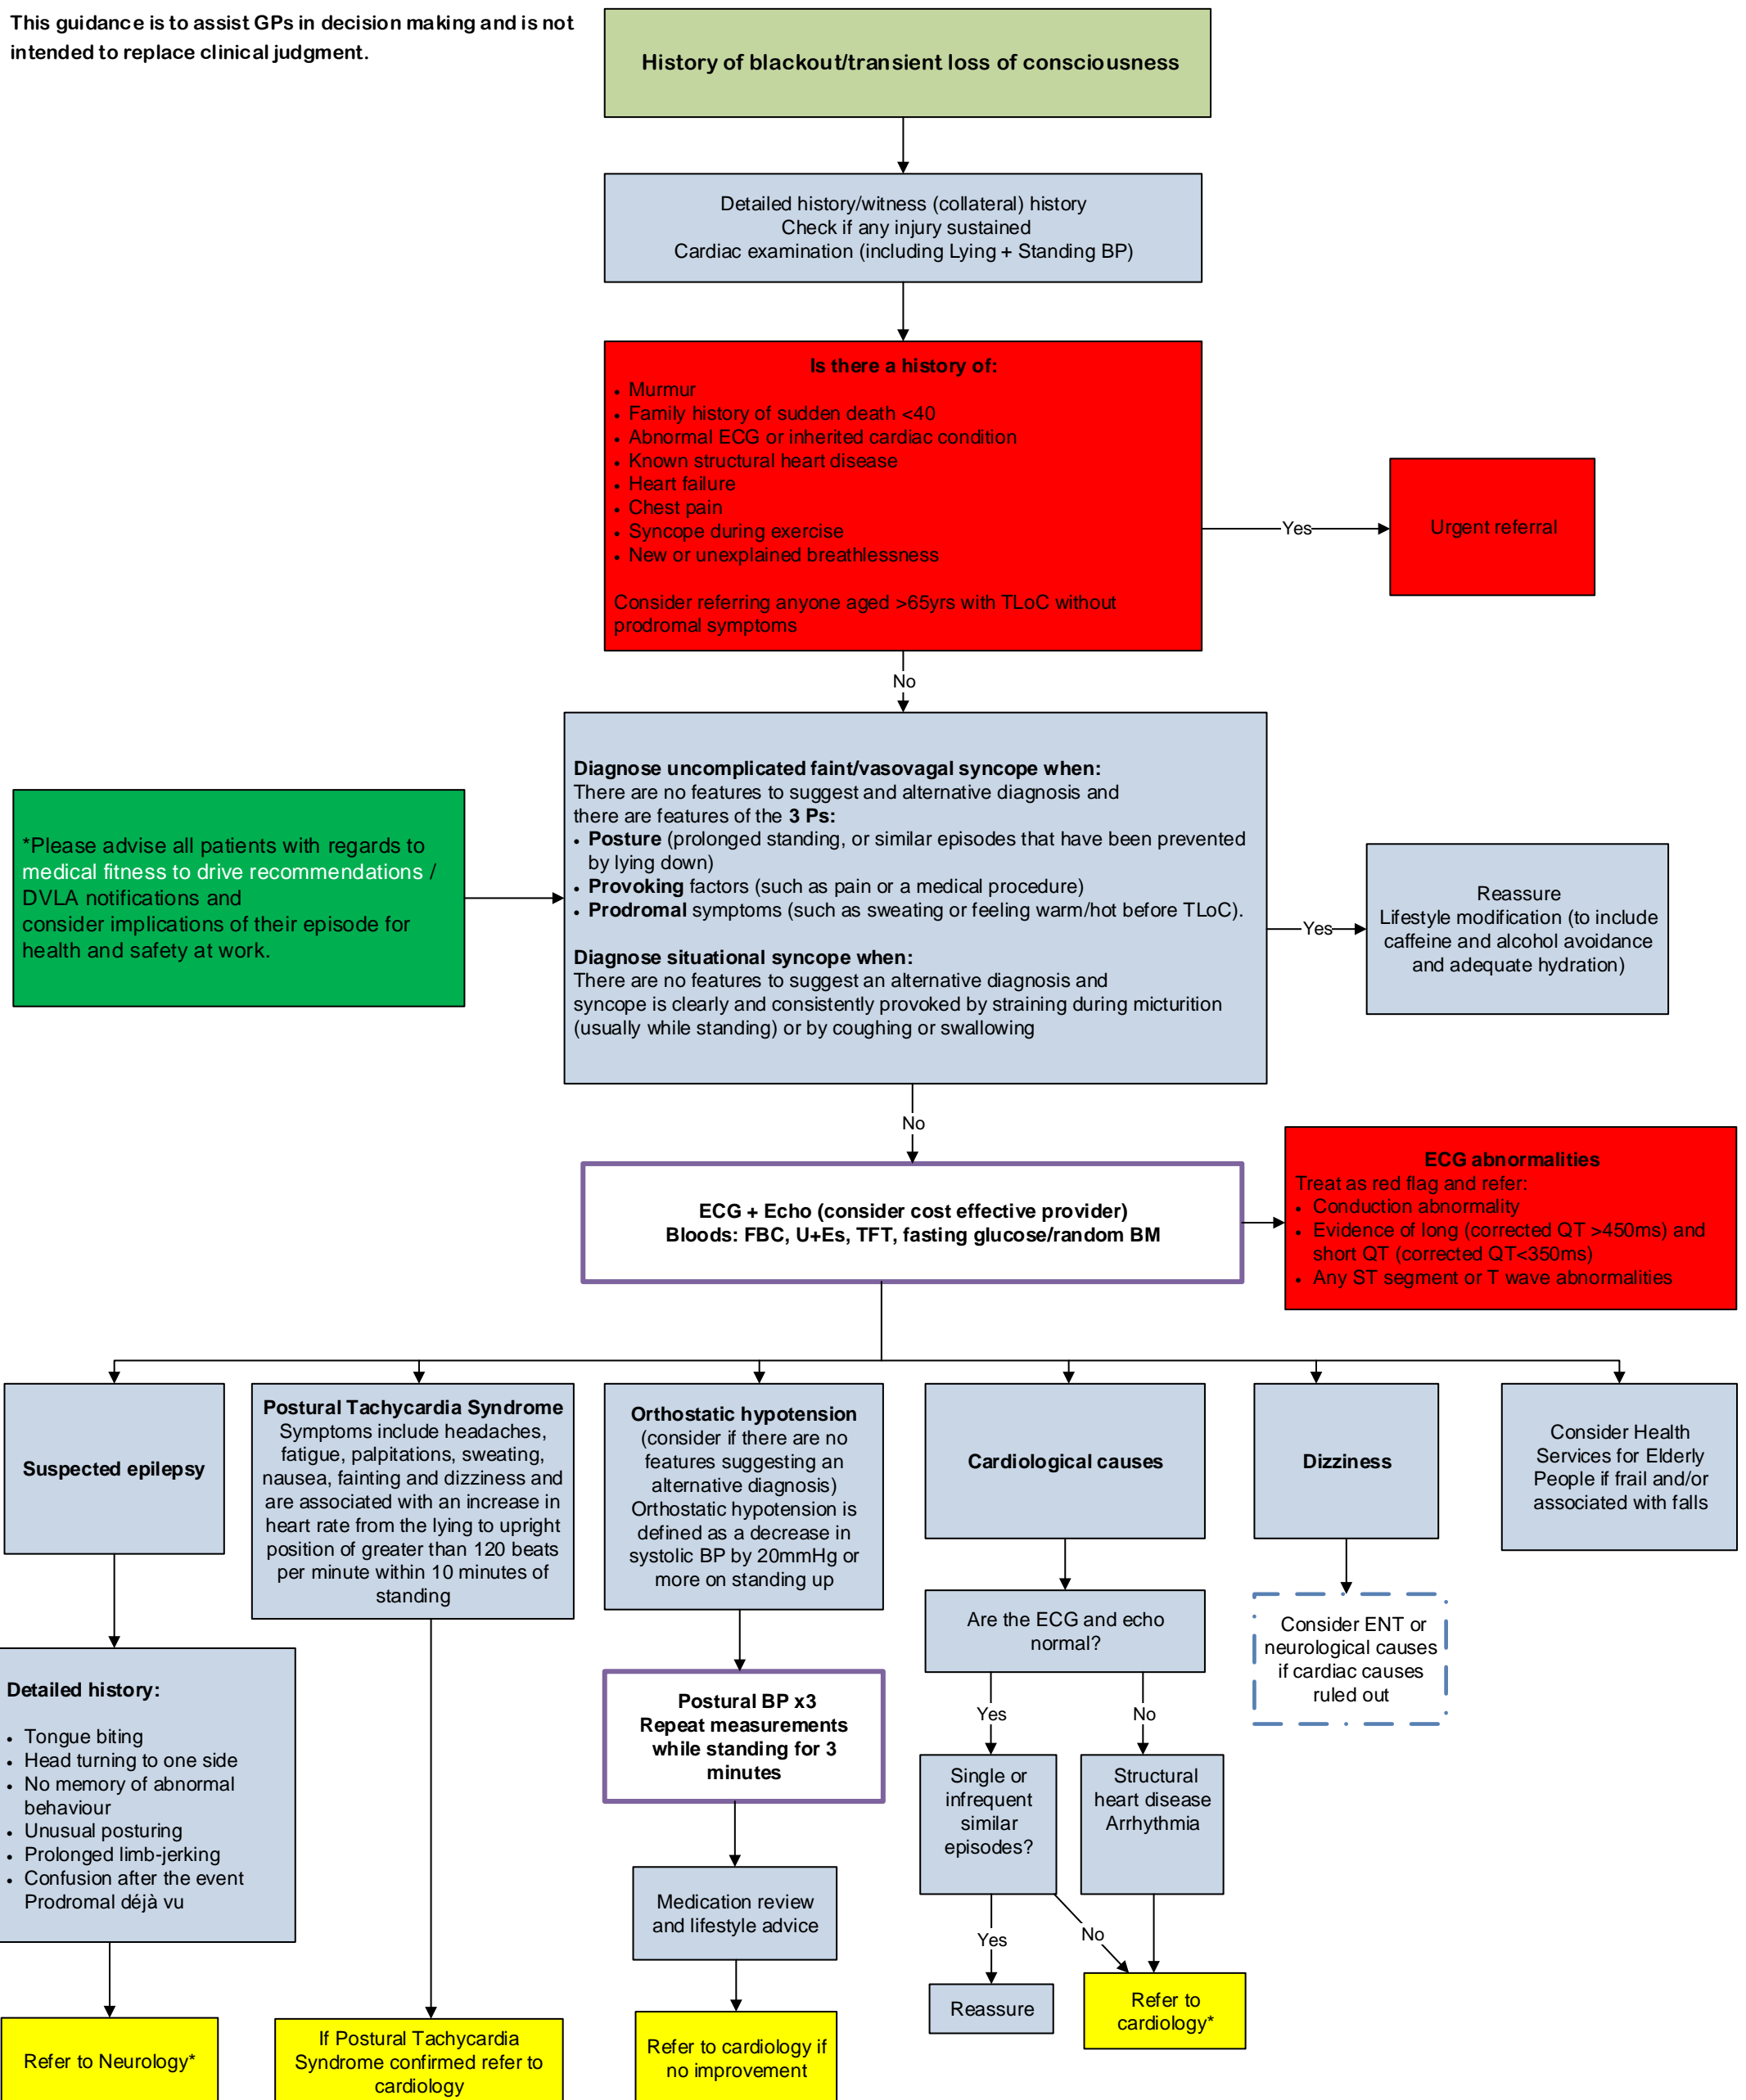 This guidance is to assist GPs in decision making and is not
intended to replace clinical judgment.
History of blackout/transient loss of consciousness
Detailed history/witness (collateral) history
Check if any injury sustained
Cardiac examination (including Lying + Standing BP)
Is there a history of:
• Murmur
• Family history of sudden death <40
• Abnormal ECG or inherited cardiac condition
• Known structural heart disease
• Heart failure
• Chest pain
• Syncope during exercise
• New or unexplained breathlessness
Consider referring anyone aged >65yrs with TLoC without
prodromal symptoms
Yes
Urgent referral
No
*Please advise all patients with regards to
medical fitness to drive recommendations /
DVLA notifications and
consider implications of their episode for
health and safety at work.
Diagnose uncomplicated faint/vasovagal syncope when:
There are no features to suggest and alternative diagnosis and
there are features of the 3 Ps:
• Posture (prolonged standing, or similar episodes that have been prevented
by lying down)
• Provoking factors (such as pain or a medical procedure)
• Prodromal symptoms (such as sweating or feeling warm/hot before TLoC).
Diagnose situational syncope when:
There are no features to suggest an alternative diagnosis and
syncope is clearly and consistently provoked by straining during micturition
(usually while standing) or by coughing or swallowing
Yes
Reassure
Lifestyle modification (to include
caffeine and alcohol avoidance
and adequate hydration)
No
ECG + Echo (consider cost effective provider)
Bloods: FBC, U+Es, TFT, fasting glucose/random BM
ECG abnormalities
Treat as red flag and refer:
• Conduction abnormality
• Evidence of long (corrected QT >450ms) and
short QT (corrected QT<350ms)
• Any ST segment or T wave abnormalities
Suspected epilepsy
Postural Tachycardia Syndrome
Symptoms include headaches,
fatigue, palpitations, sweating,
nausea, fainting and dizziness and
are associated with an increase in
heart rate from the lying to upright
position of greater than 120 beats
per minute within 10 minutes of
standing
Orthostatic hypotension
(consider if there are no
features suggesting an
alternative diagnosis)
Orthostatic hypotension is
defined as a decrease in
systolic BP by 20mmHg or
more on standing up
Cardiological causes
Dizziness
Consider Health
Services for Elderly
People if frail and/or
associated with falls
Detailed history:
• Tongue biting
• Head turning to one side
• No memory of abnormal
behaviour
• Unusual posturing
• Prolonged limb-jerking
• Confusion after the event
Prodromal déjà vu
Postural BP x3
Repeat measurements
while standing for 3
minutes
Are the ECG and echo
normal?
Consider ENT or
neurological causes
if cardiac causes
ruled out
Yes
No
Single or
infrequent
similar
episodes?
Structural
heart disease
Arrhythmia
Medication review
and lifestyle advice
Yes
No
Reassure
Refer to
cardiology*
Refer to Neurology*
If Postural Tachycardia
Syndrome confirmed refer to
cardiology
Refer to cardiology if
no improvement